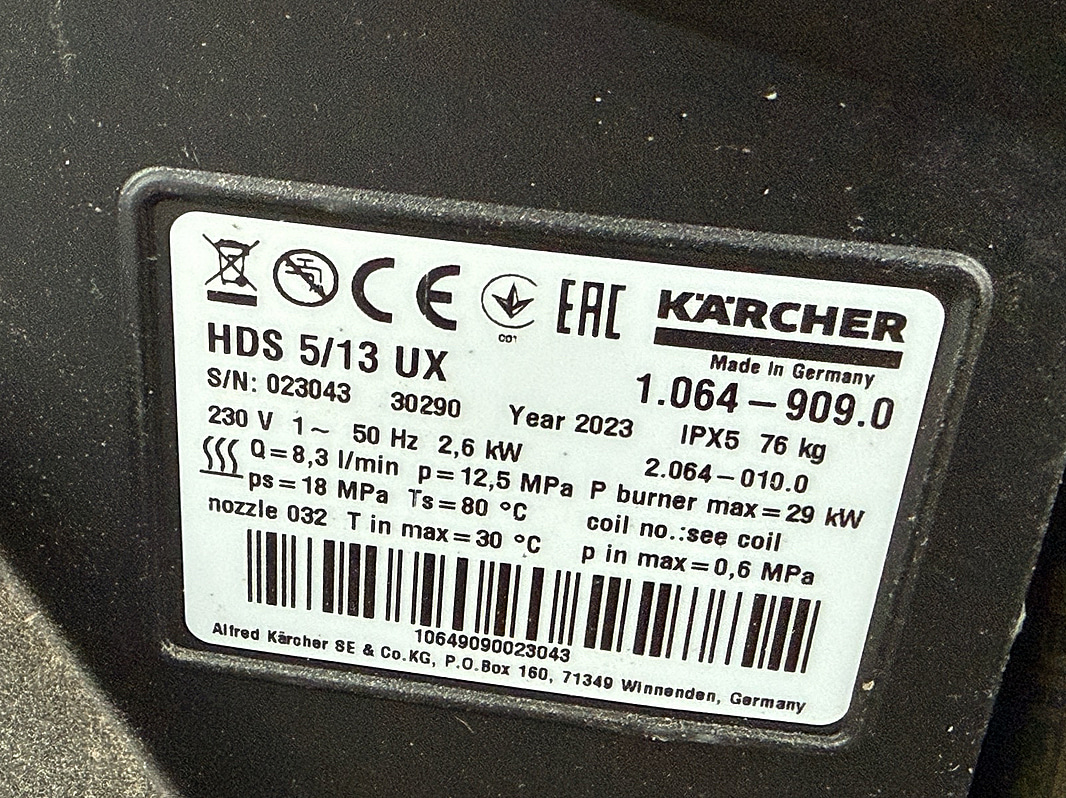 CE EAC KÄRCHER
Made in Germany
HDS 5/13 UX 1.064-909.0
S/N: 023043 30290 Year 2023 IPX5 76 kg
230 V 1~ 50 Hz 2,6 kW 2.064-010.0
Q=8,3 l/min p=12,5 MPa P burner max=29 kW
ps=18 MPa Ts=80 °C coil no.:see coil
nozzle 032 T in max=30 °C p in max=0,6 MPa
10649090023043
Alfred Kärcher SE & Co.KG, P.O.Box 160, 71349 Winnenden, Germany